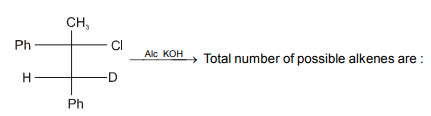 CH₃
Ph Cl
Alc KOH Total number of possible alkenes are :
H D
Ph